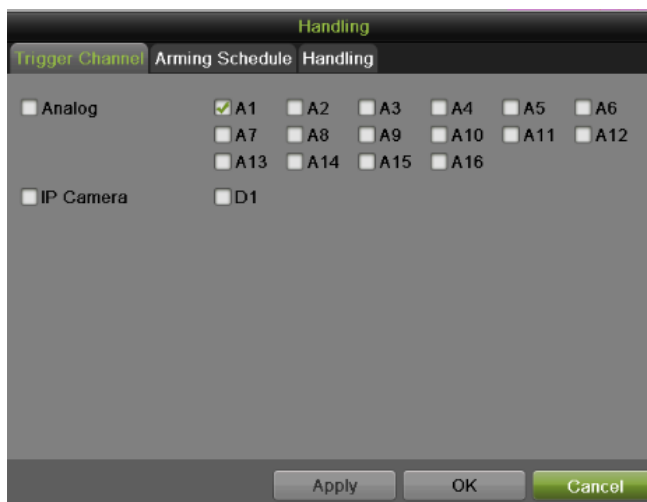 Handling
Trigger Channel Arming Schedule Handling
Analog A1 A2 A3 A4 A5 A6
A7 A8 A9 A10 A11 A12
A13 A14 A15 A16
IP Camera D1
Apply OK Cancel